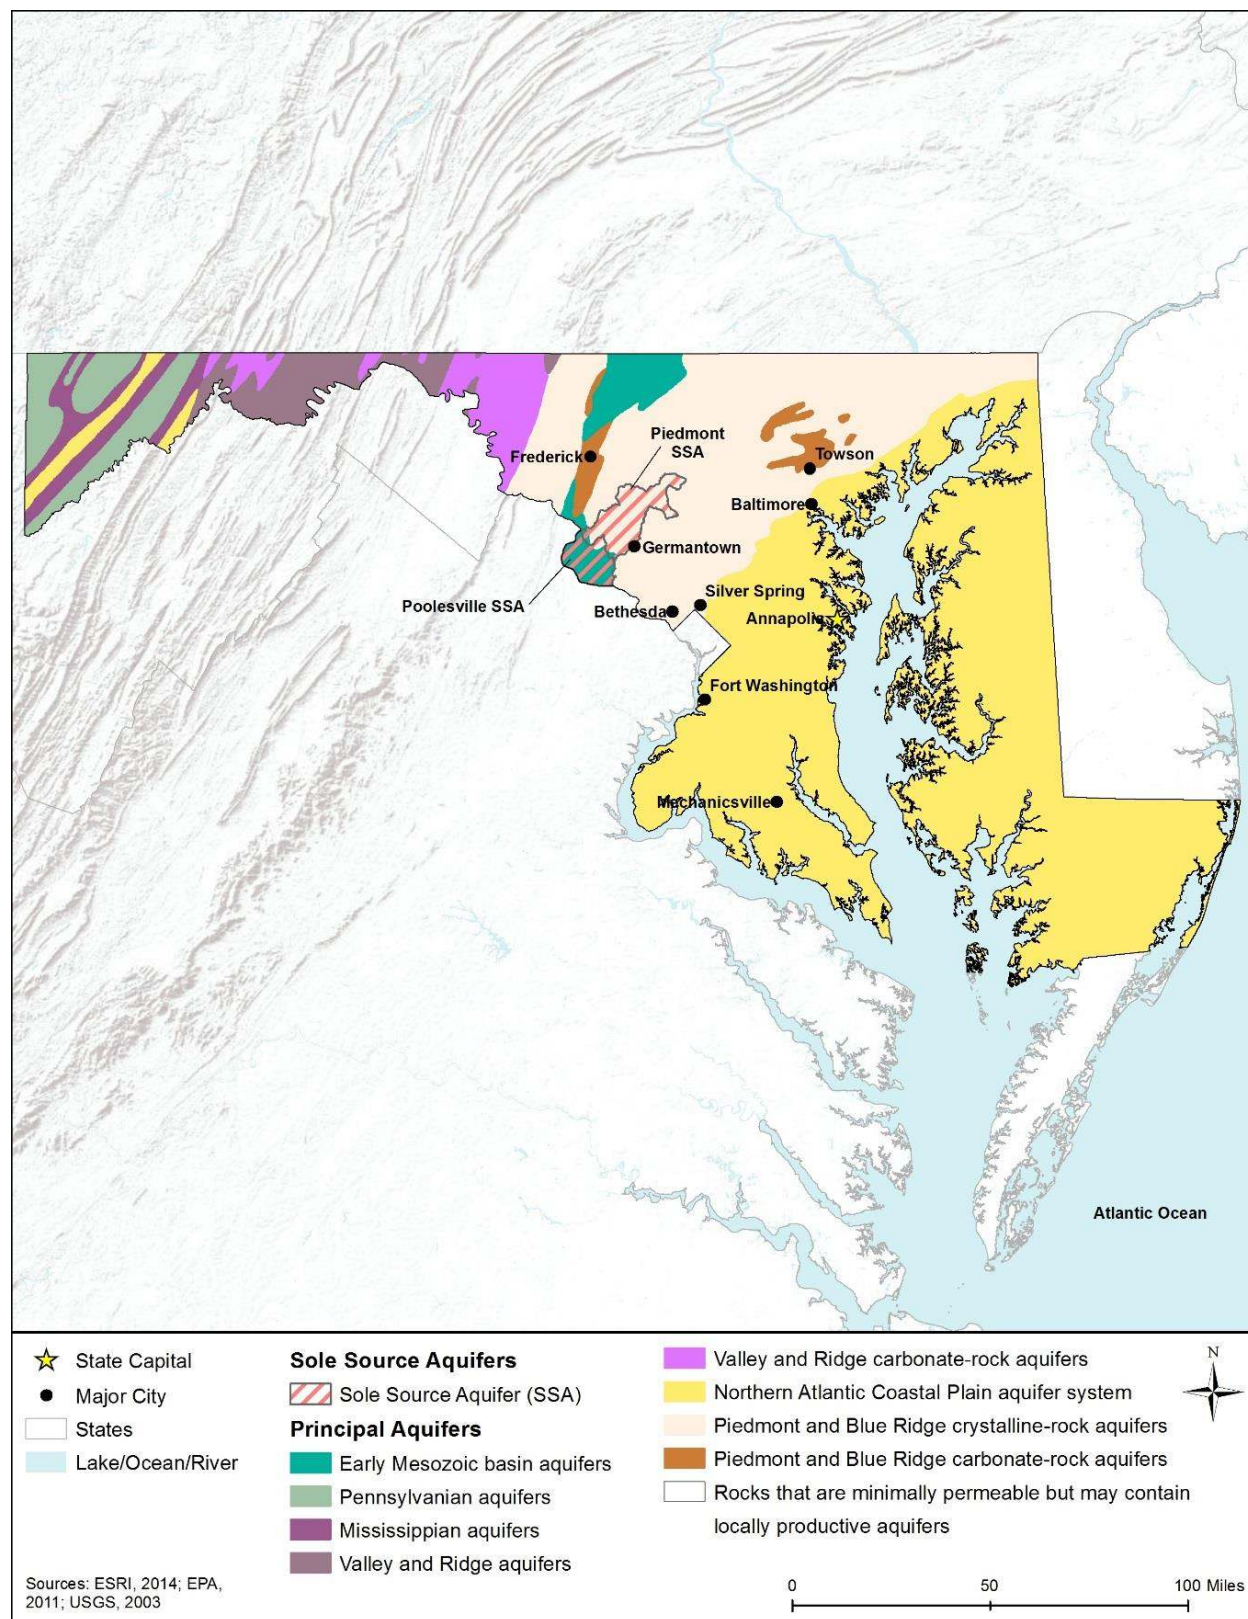 Piedmont
SSA
Frederick
Towson
Baltimore
Germantown
Poolesville SSA
Silver Spring
Bethesda
Annapolis
Fort Washington
Mechanicsville
Atlantic Ocean
State Capital
Major City
States
Lake/Ocean/River
Sources: ESRI, 2014; EPA,
2011; USGS, 2003
Sole Source Aquifers
Sole Source Aquifer (SSA)
Principal Aquifers
Early Mesozoic basin aquifers
Pennsylvanian aquifers
Mississippian aquifers
Valley and Ridge aquifers
Valley and Ridge carbonate-rock aquifers
Northern Atlantic Coastal Plain aquifer system
Piedmont and Blue Ridge crystalline-rock aquifers
Piedmont and Blue Ridge carbonate-rock aquifers
Rocks that are minimally permeable but may contain
locally productive aquifers
N
0 50 100 Miles